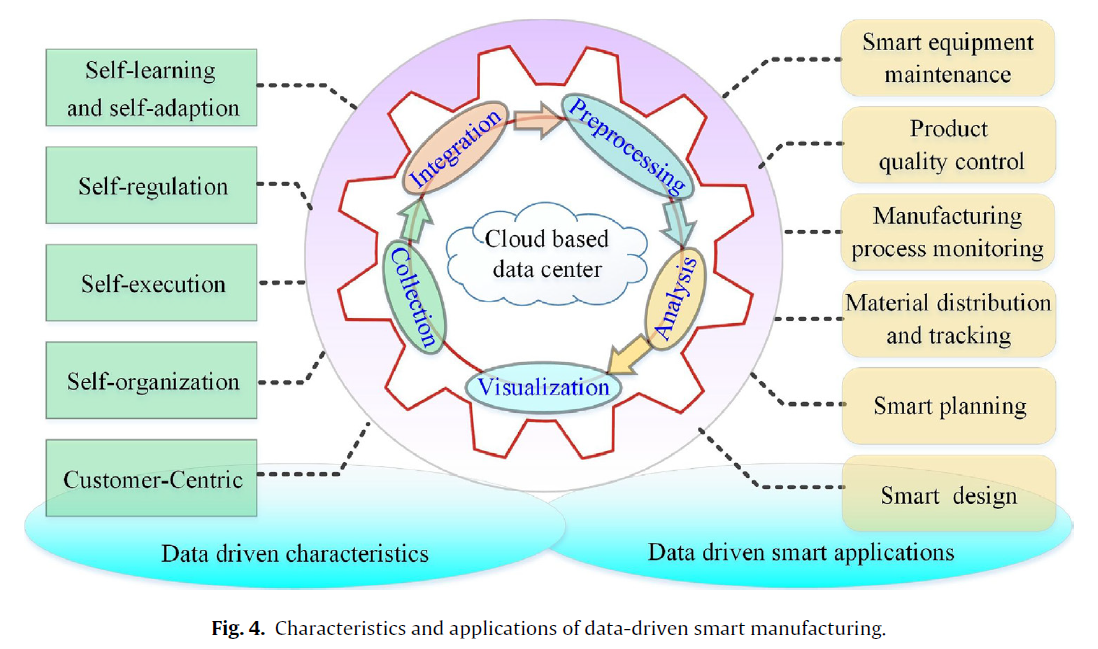 Self-learning
and self-adaption
Self-regulation
Self-execution
Self-organization
Customer-Centric
Data driven characteristics
Collection
Integration
Preprocessing
Analysis
Visualization
Cloud based
data center
Smart equipment
maintenance
Product
quality control
Manufacturing
process monitoring
Material distribution
and tracking
Smart planning
Smart design
Data driven smart applications
Fig. 4. Characteristics and applications of data-driven smart manufacturing.